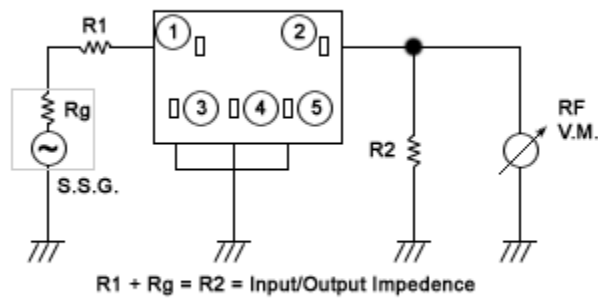 R1
1
2
Rg
3
4
5
RF
V.M.
R2
~
S.S.G.
R1 + Rg = R2 = Input/Output Impedence